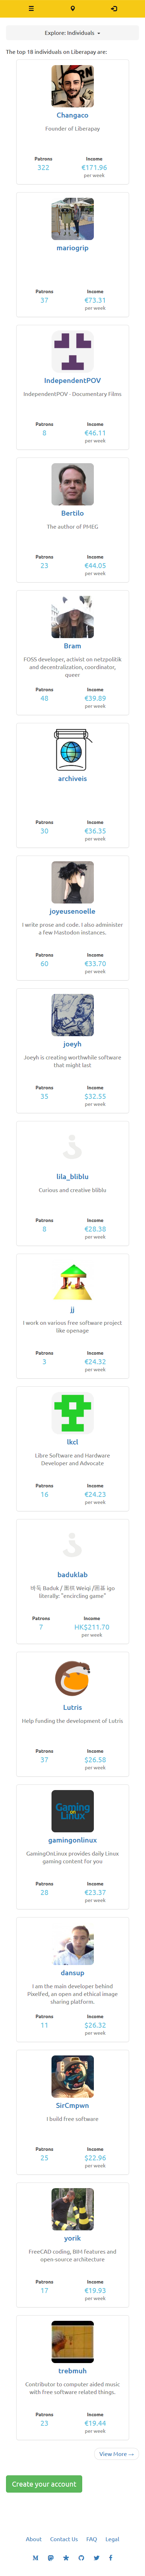 Explore: Individuals
The top 18 individuals on Liberapay are:
Changaco
Founder of Liberapay
Patrons Income
322 €171.96
per week
mariogrip
Patrons Income
37 €73.31
per week
IndependentPOV
IndependentPOV - Documentary Films
Patrons Income
8 €46.11
per week
Bertilo
The author of PMEG
Patrons Income
23 €44.05
per week
Bram
FOSS developer, activist on netzpolitik
and decentralization, coordinator,
queer
Patrons Income
48 €39.89
per week
archiveis
Patrons Income
30 €36.35
per week
joyeusenoelle
I write prose and code. I also administer
a few Mastodon instances.
Patrons Income
60 €33.70
per week
joeyh
Joeyh is creating worthwhile software
that might last
Patrons Income
35 $32.55
per week
lila_bliblu
Curious and creative bliblu
Patrons Income
8 €28.38
per week
jj
I work on various free software project
like openage
Patrons Income
3 €24.32
per week
lkcl
Libre Software and Hardware
Developer and Advocate
Patrons Income
16 €24.23
per week
baduklab
바둑 Baduk / 圍棋 Weiqi /囲碁 igo
literally: "encircling game"
Patrons Income
7 HK$211.70
per week
Lutris
Help funding the development of Lutris
Patrons Income
37 $26.58
per week
Gaming
on
Linux
gamingonlinux
GamingOnLinux provides daily Linux
gaming content for you
Patrons Income
28 €23.37
per week
dansup
I am the main developer behind
Pixelfed, an open and ethical image
sharing platform.
Patrons Income
11 $26.32
per week
SirCmpwn
I build free software
Patrons Income
25 $22.96
per week
yorik
FreeCAD coding, BIM features and
open-source architecture
Patrons Income
17 €19.93
per week
trebmuh
Contributor to computer aided music
with free software related things.
Patrons Income
23 €19.44
per week
View More →
Create your account
About Contact Us FAQ Legal